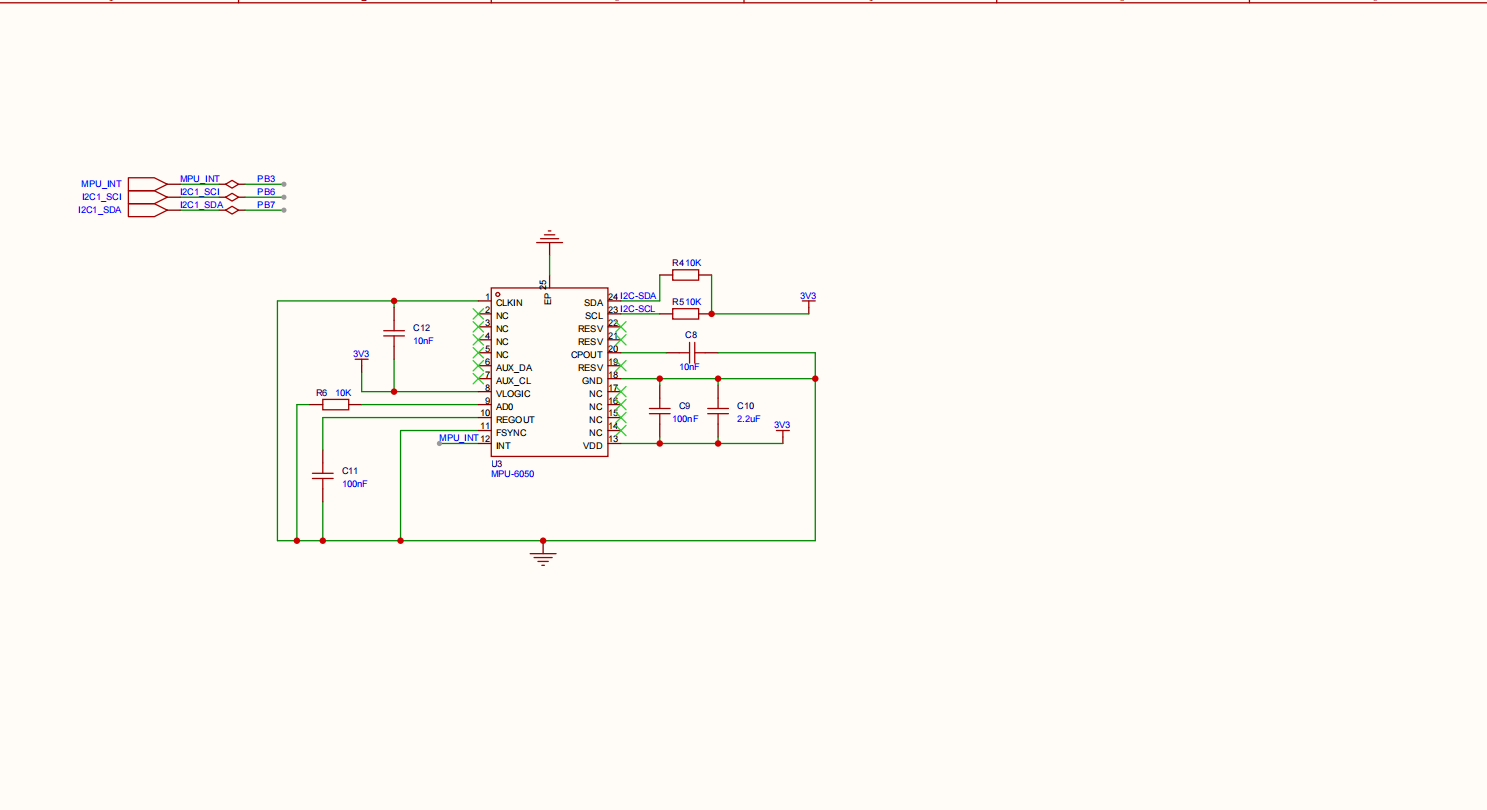 MPU_INT MPU_INT PB3
I2C1_SCI I2C1_SCI PB6
I2C1_SDA I2C1_SDA PB7
25
EP
R4 10K
1 CLKIN SDA 24 I2C-SDA
3V3
R5 10K
2 NC SCL 23 I2C-SCL
3 NC RESV 22
C12
10nF
4 NC RESV 21
C8
5 NC CPOUT 20
3V3
10nF
6 AUX_DA RESV 19
7 AUX_CL GND 18
8 VLOGIC NC 17
R6 10K
9 AD0 NC 16
C9
100nF
C10
2.2uF
10 REGOUT NC 15
11 FSYNC NC 14
3V3
MPU_INT 12 INT VDD 13
U3
MPU-6050
C11
100nF